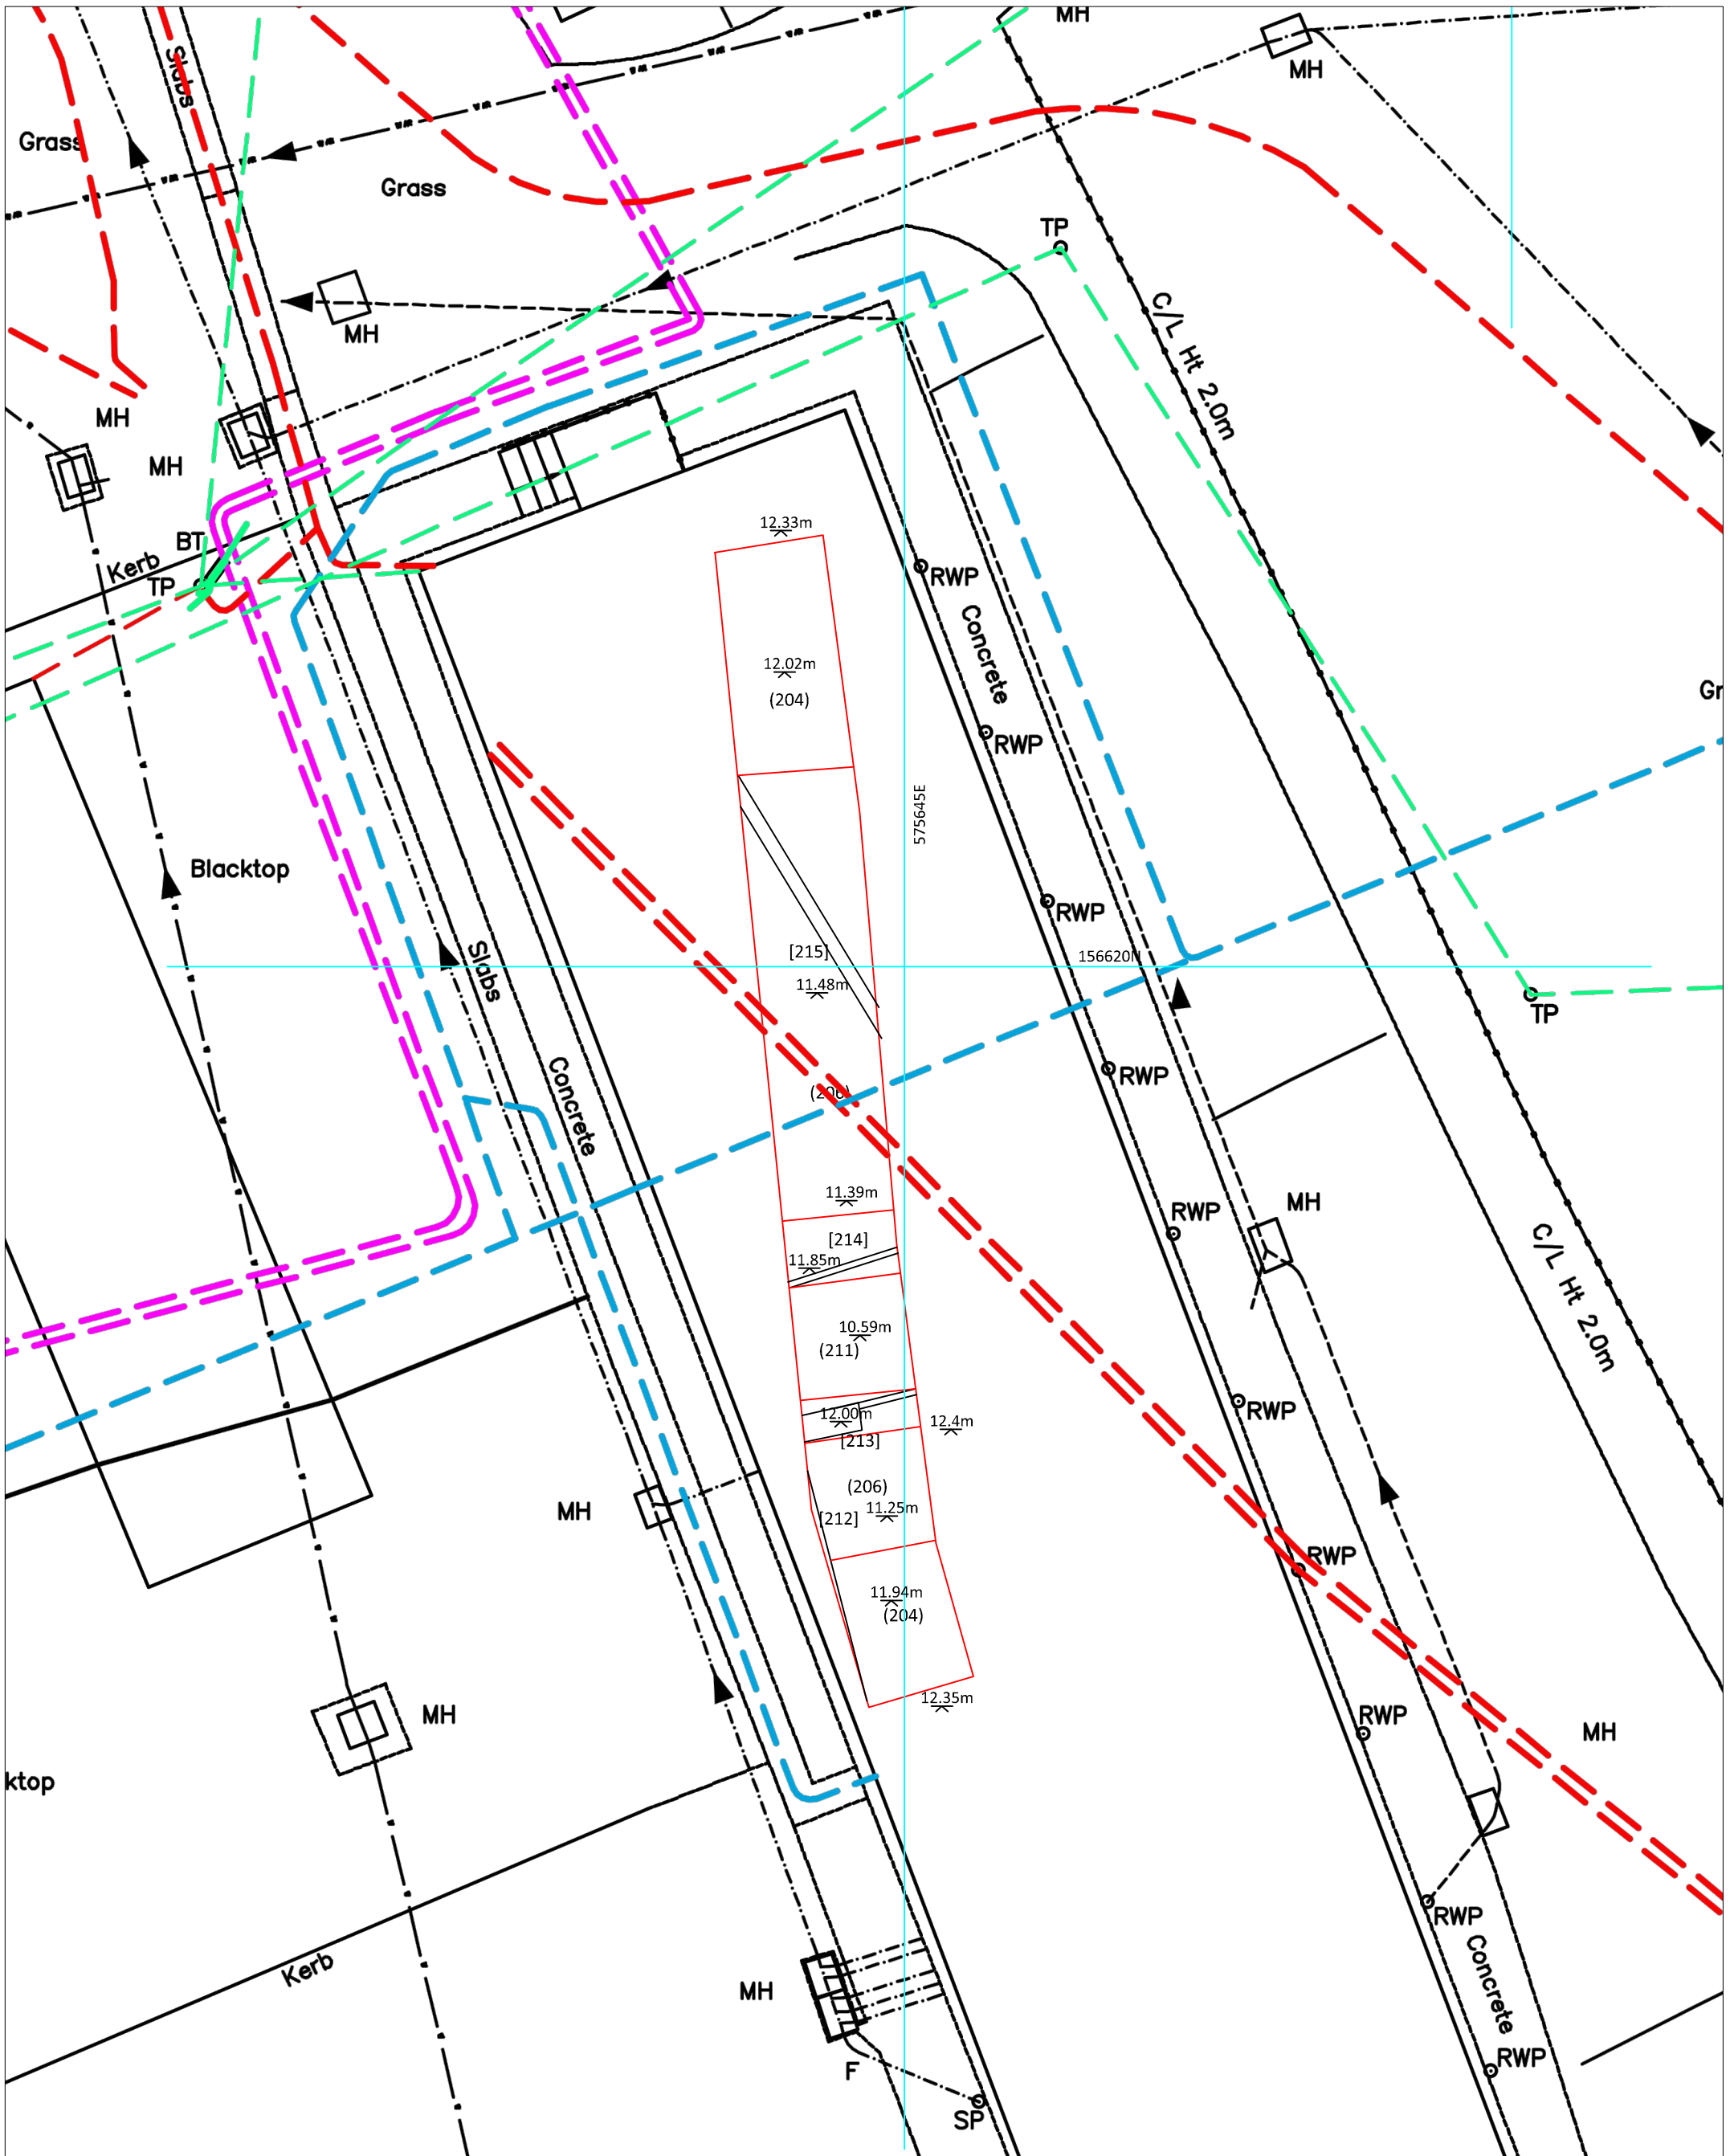 MH
Slabs
MH
Grass
Grass
TP
C/L Ht 2.0m
MH
MH
MH
12.33m
BT
Kerb
TP
RWP
Concrete
12.02m
(204)
Gr
RWP
575645E
Blacktop
RWP
[215]
156620N
Slabs
11.48m
TP
Concrete
RWP
(206)
11.39m
MH
RWP
[214]
C/L Ht 2.0m
11.85m
10.59m
(211)
RWP
12.00m
12.4m
[213]
(206)
MH
[212]
11.25m
RWP
11.94m
(204)
12.35m
MH
RWP
MH
ktop
RWP
Kerb
Concrete
MH
F
RWP
SP